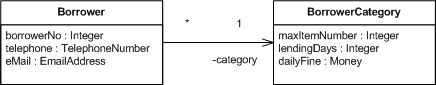 Borrower
borrowerNo : Integer
telephone : TelephoneNumber
eMail : EmailAddress
* 1
-category
BorrowerCategory
maxItemNumber : Integer
lendingDays : Integer
dailyFine : Money